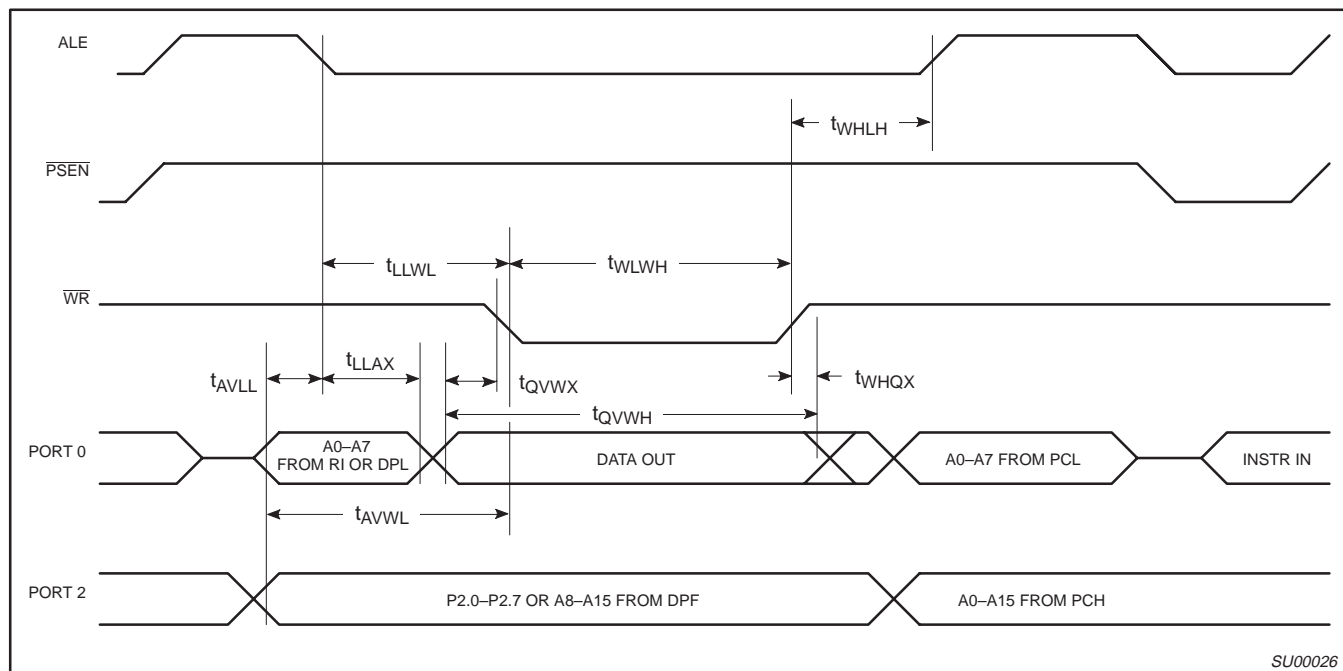 ALE
tWHLH
PSEN
tLLWL
tWLWH
WR
tLLAX
tAVLL
tQVWX
tWHQX
tQVWH
PORT 0
A0–A7
FROM RI OR DPL
DATA OUT
A0–A7 FROM PCL
INSTR IN
tAVWL
PORT 2
P2.0–P2.7 OR A8–A15 FROM DPF
A0–A15 FROM PCH
SU00026